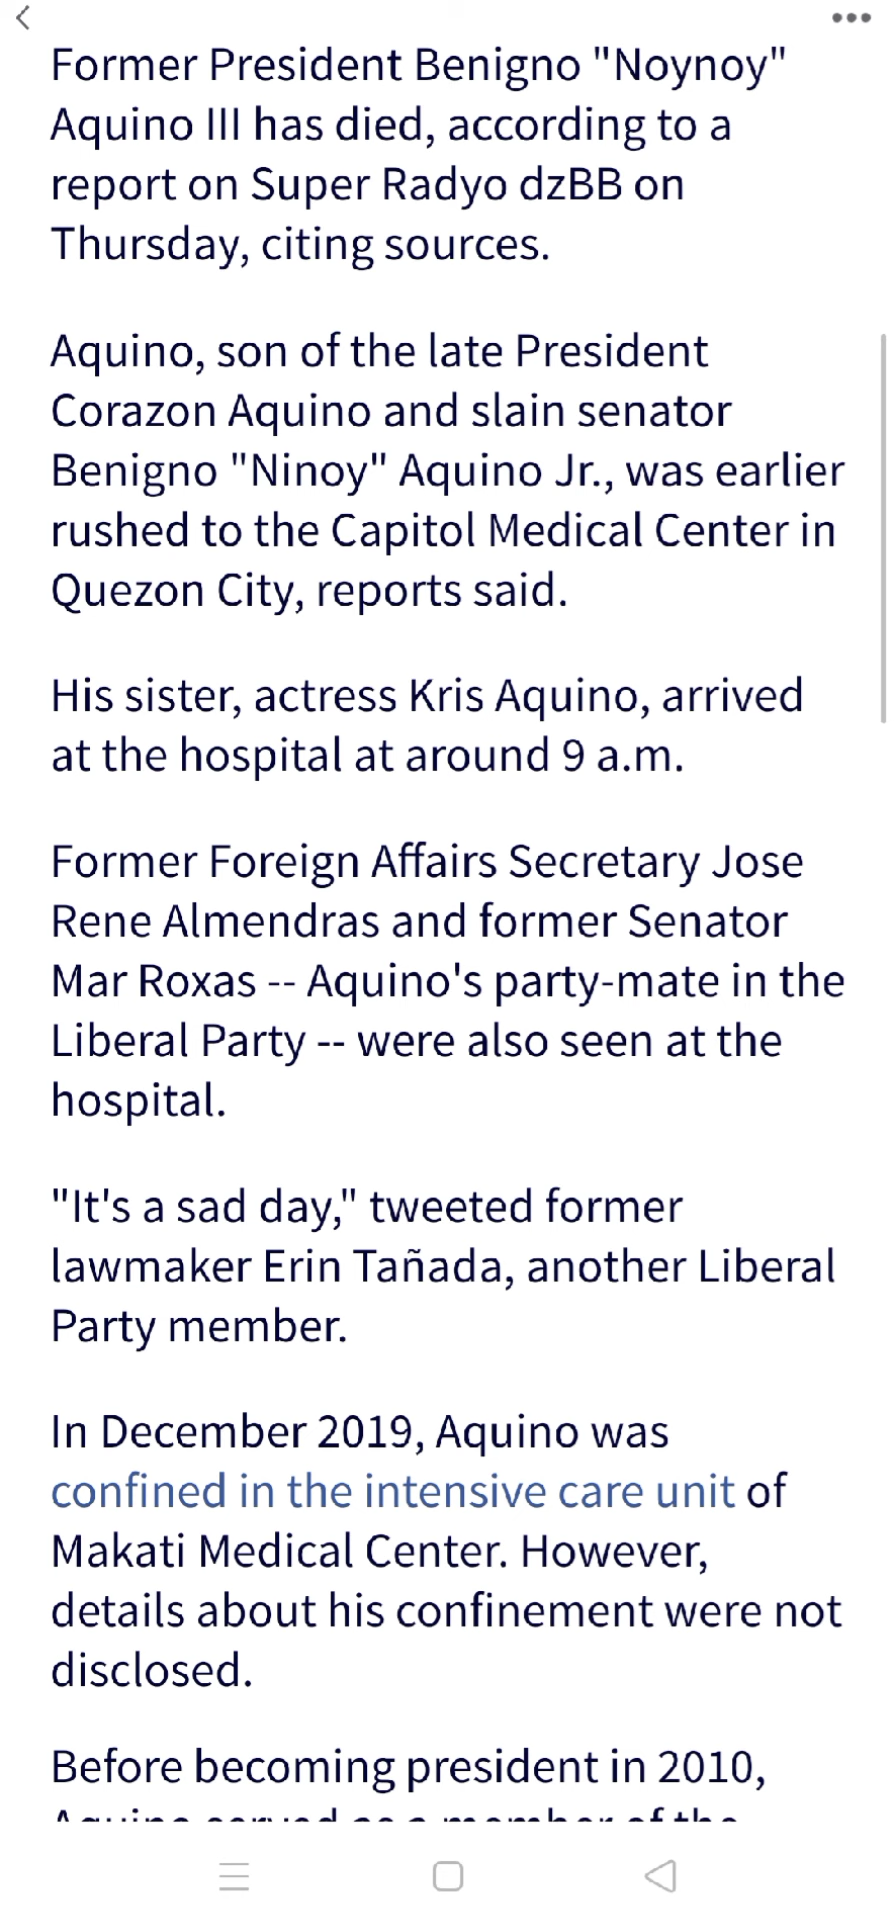 Former President Benigno "Noynoy"
Aquino III has died, according to a
report on Super Radyo dzBB on
Thursday, citing sources.
Aquino, son of the late President
Corazon Aquino and slain senator
Benigno "Ninoy" Aquino Jr., was earlier
rushed to the Capitol Medical Center in
Quezon City, reports said.
His sister, actress Kris Aquino, arrived
at the hospital at around 9 a.m.
Former Foreign Affairs Secretary Jose
Rene Almendras and former Senator
Mar Roxas -- Aquino's party-mate in the
Liberal Party -- were also seen at the
hospital.
"It's a sad day," tweeted former
lawmaker Erin Tañada, another Liberal
Party member.
In December 2019, Aquino was
confined in the intensive care unit of
Makati Medical Center. However,
details about his confinement were not
disclosed.
Before becoming president in 2010,
Aquino served as a member of the